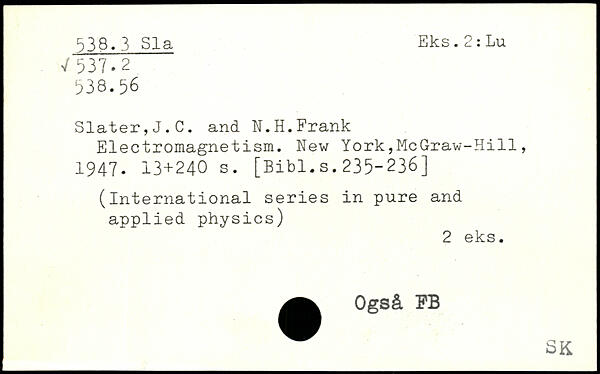 538.3 Sla
Eks.2:Lu
√537.2
538.56
Slater,J.C. and N.H.Frank
Electromagnetism. New York,McGraw-Hill,
1947. 13+240 s. [Bibl.s.235-236]
(International series in pure and
applied physics)
2 eks.
Også FB
SK